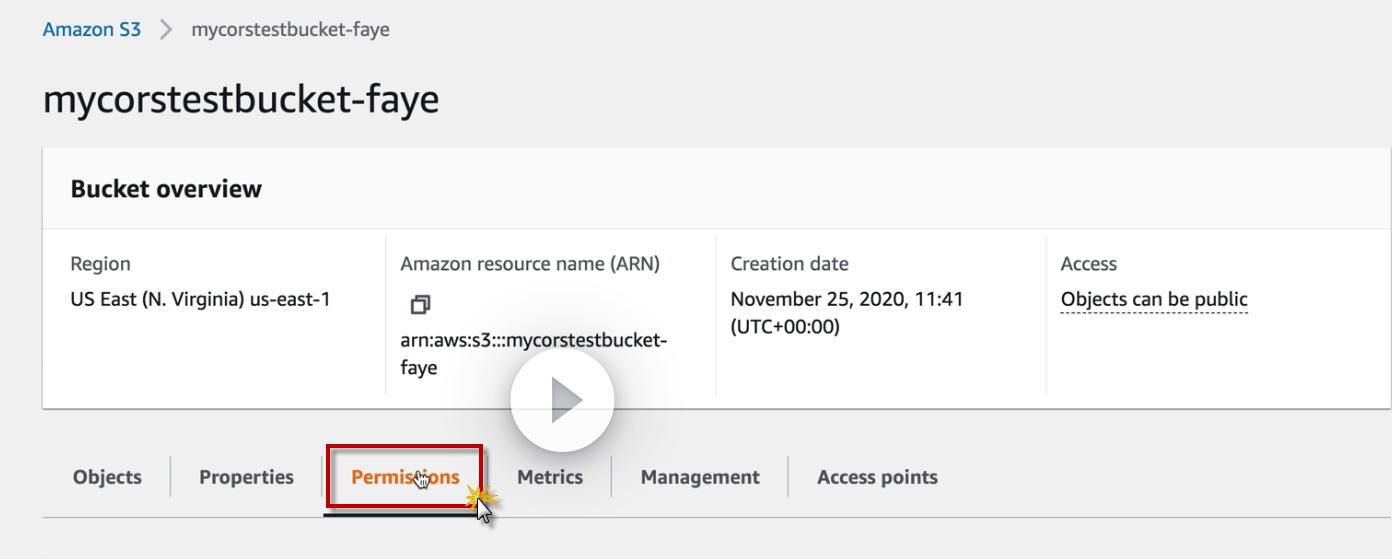 Amazon S3 > mycorstestbucket-faye
mycorstestbucket-faye
Bucket overview
Region
US East (N. Virginia) us-east-1
Amazon resource name (ARN)
arn:aws:s3:::mycorstestbucket-
faye
Creation date
November 25, 2020, 11:41
(UTC+00:00)
Access
Objects can be public
Objects Properties Permissions Metrics Management Access points